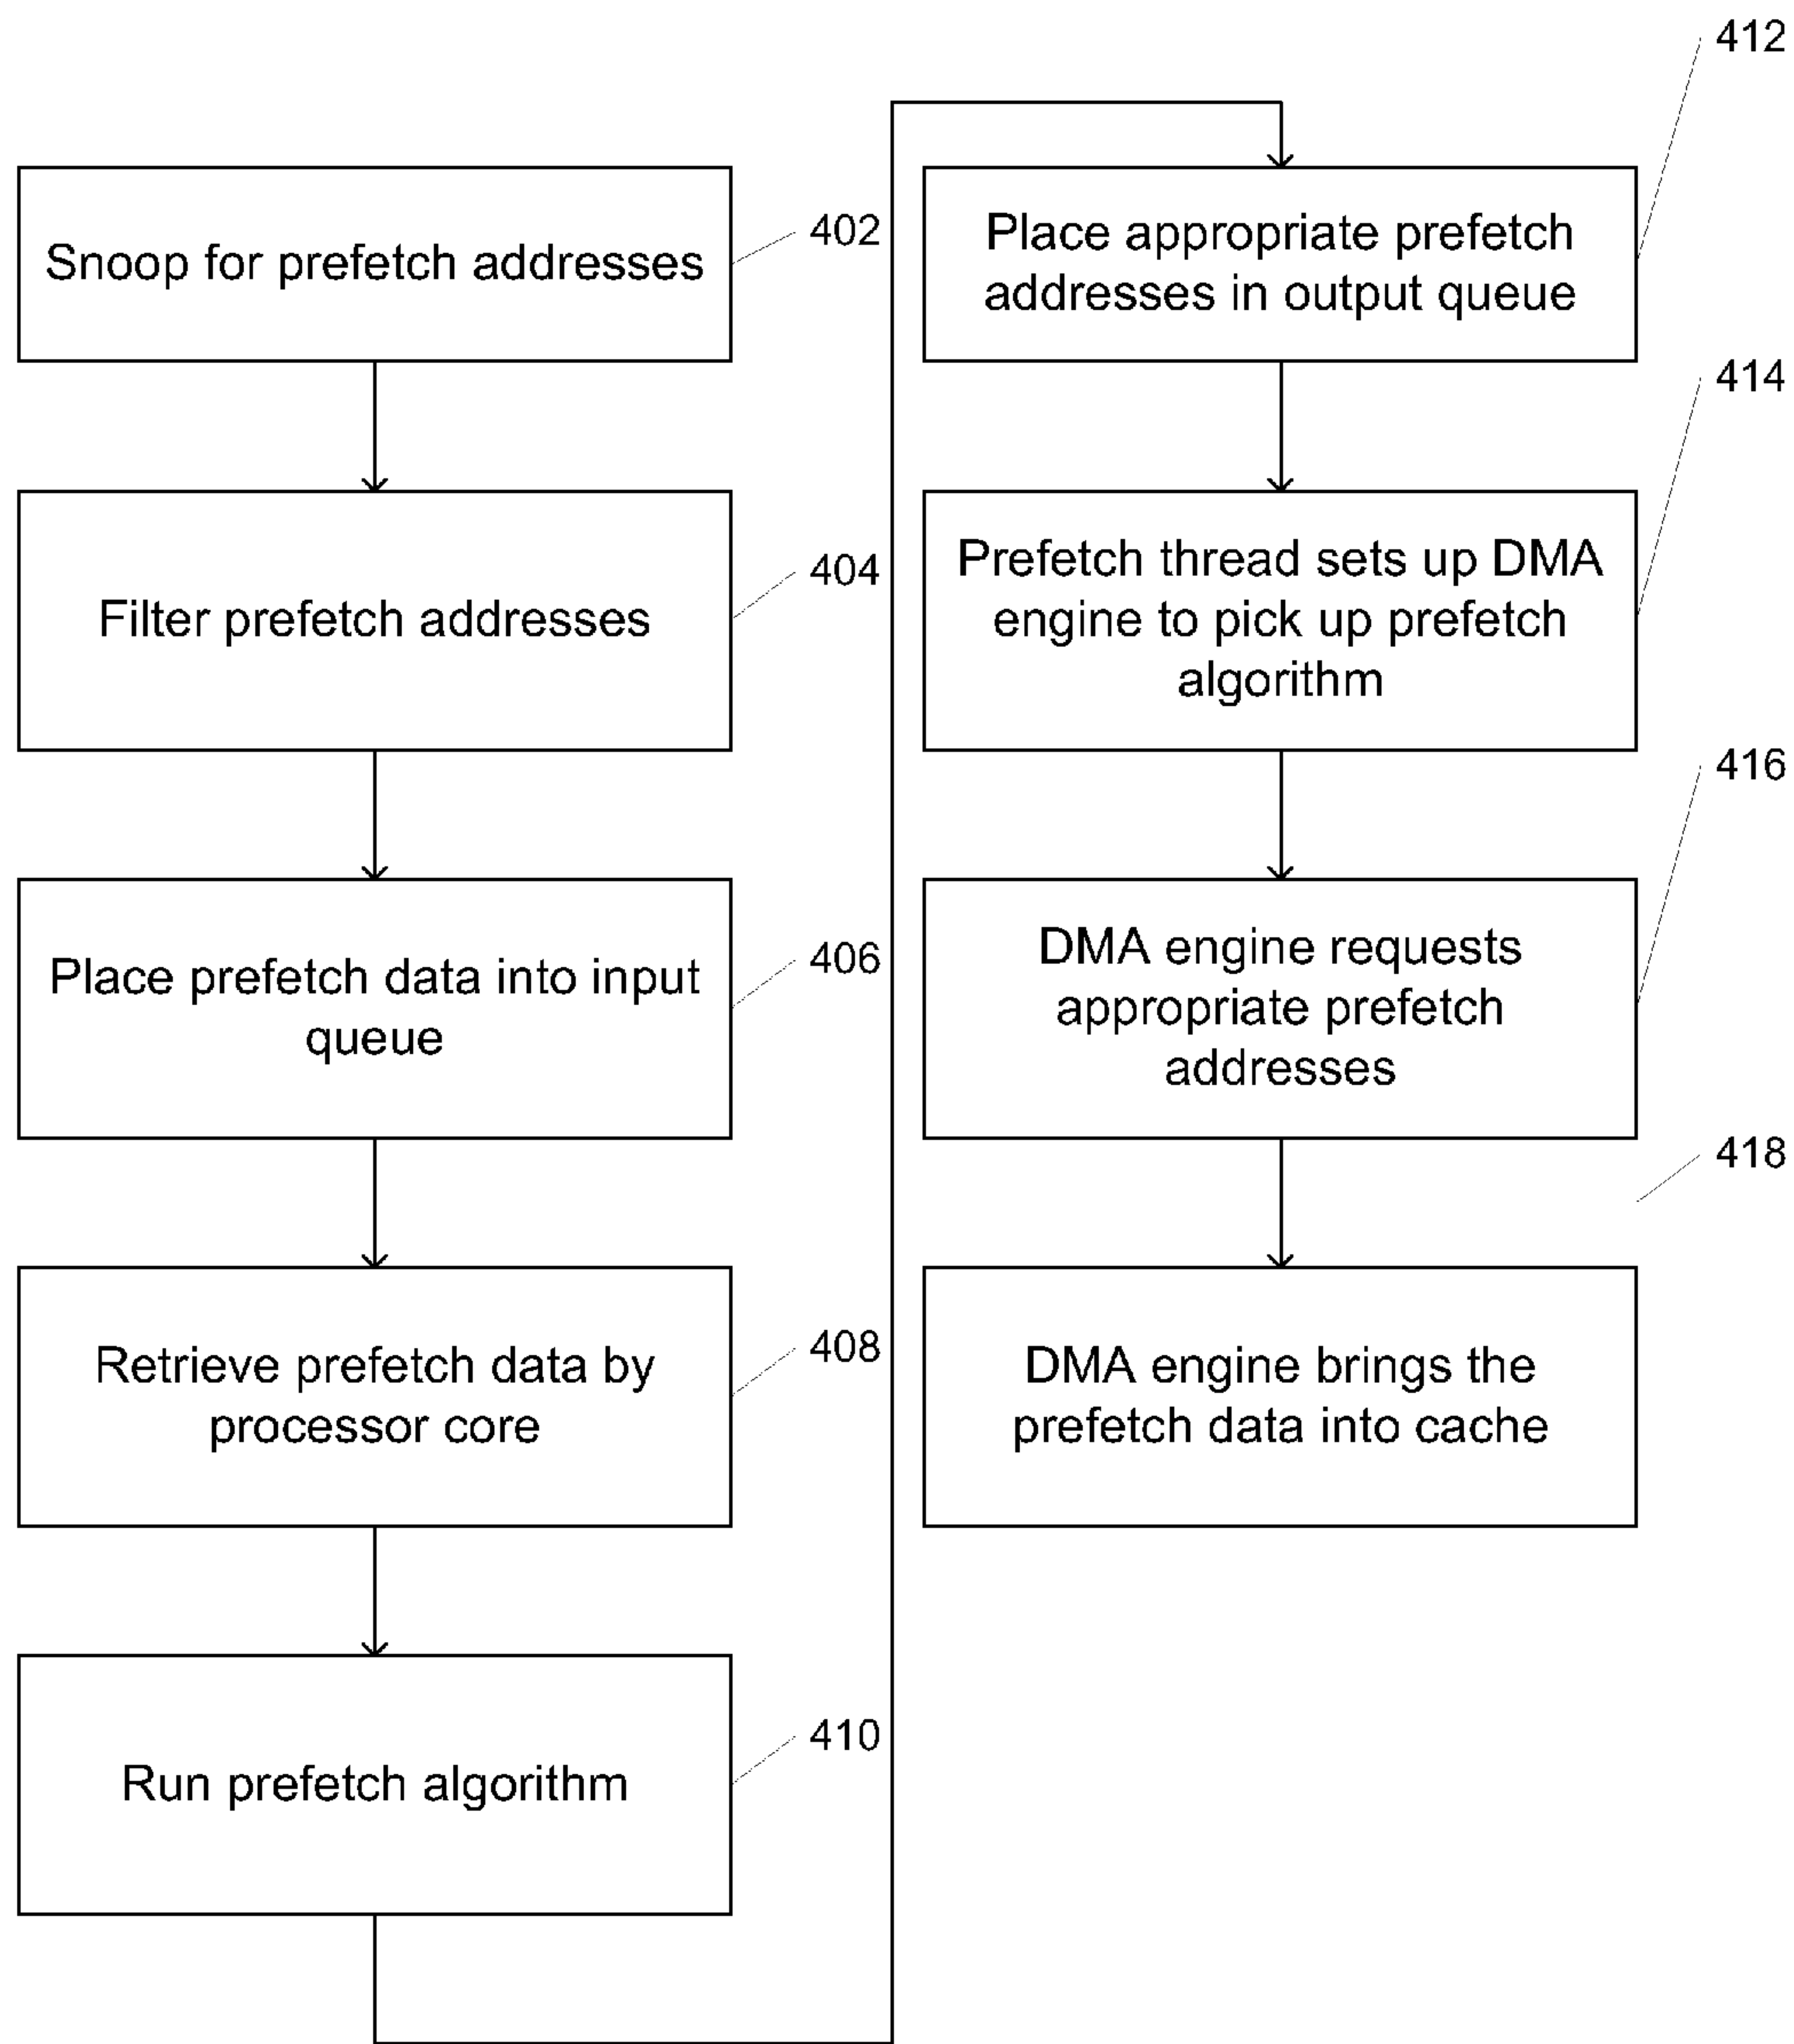 Snoop for prefetch addresses
402
Filter prefetch addresses
404
Place prefetch data into input
queue
406
Retrieve prefetch data by
processor core
408
Run prefetch algorithm
410
Place appropriate prefetch
addresses in output queue
412
Prefetch thread sets up DMA
engine to pick up prefetch
algorithm
414
DMA engine requests
appropriate prefetch
addresses
416
DMA engine brings the
prefetch data into cache
418